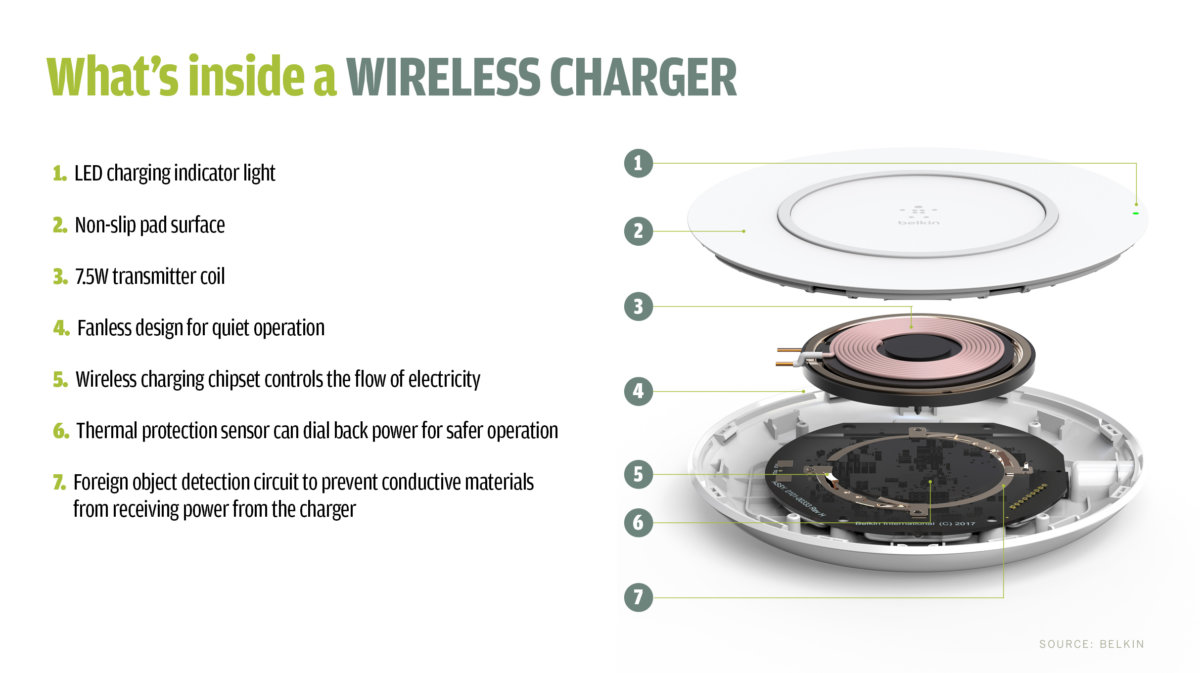 What's inside a WIRELESS CHARGER
1. LED charging indicator light
2. Non-slip pad surface
3. 7.5W transmitter coil
4. Fanless design for quiet operation
5. Wireless charging chipset controls the flow of electricity
6. Thermal protection sensor can dial back power for safer operation
7. Foreign object detection circuit to prevent conductive materials
from receiving power from the charger
1
2
belkin
3
4
5
6
Belkin International (C) 2017
7
SOURCE: BELKIN